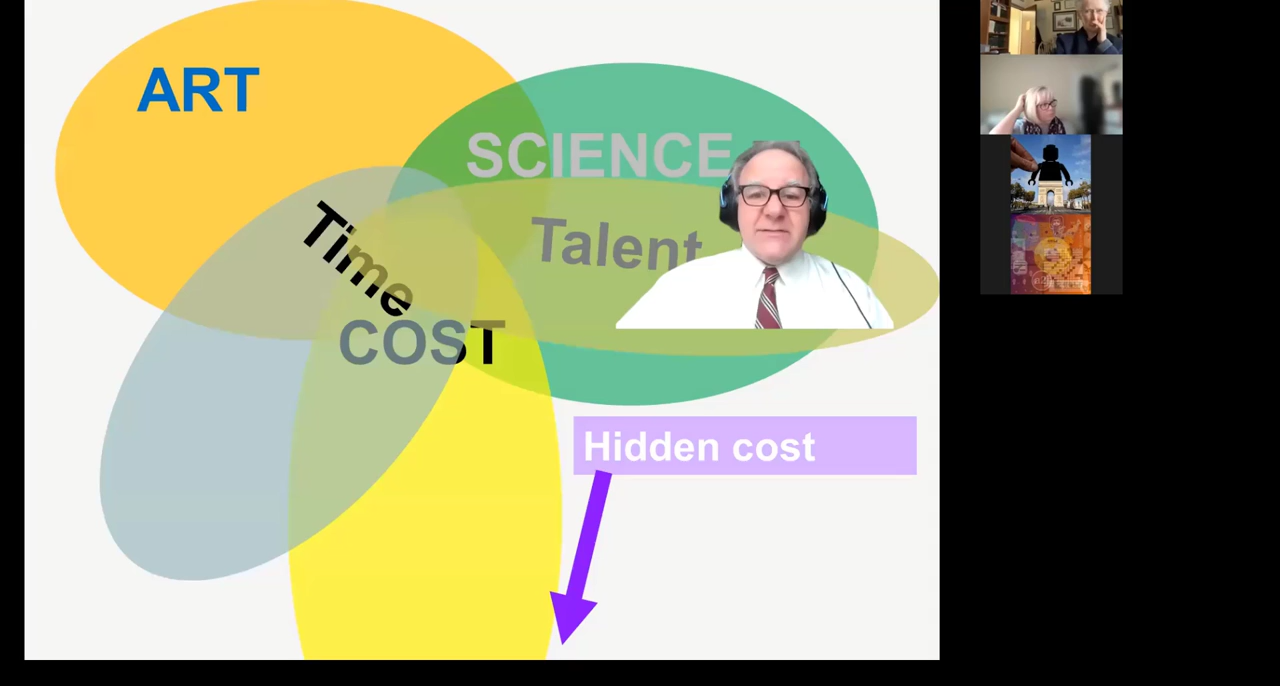 ART
SCIENCE
Time
Talent
COST
Hidden cost